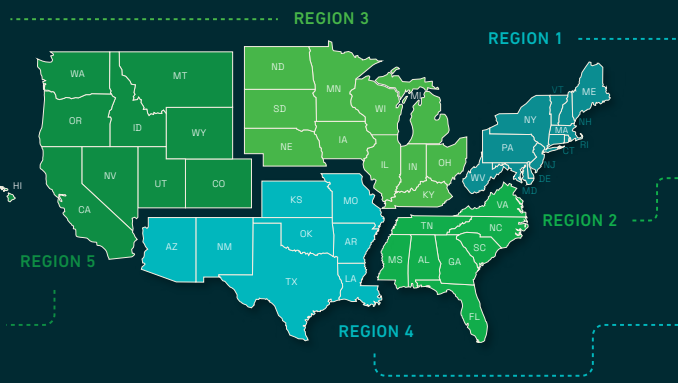 REGION 3
REGION 1
WA
MT
ND
MN
MI
VT
ME
OR
ID
SD
WI
NY
NH
WY
NE
IA
MA
RI
CT
PA
NV
UT
CO
IL
IN
OH
WV
NJ
DE
MD
HI
CA
KS
MO
KY
VA
REGION 2
AZ
NM
OK
AR
TN
NC
SC
REGION 5
TX
LA
MS
AL
GA
FL
REGION 4